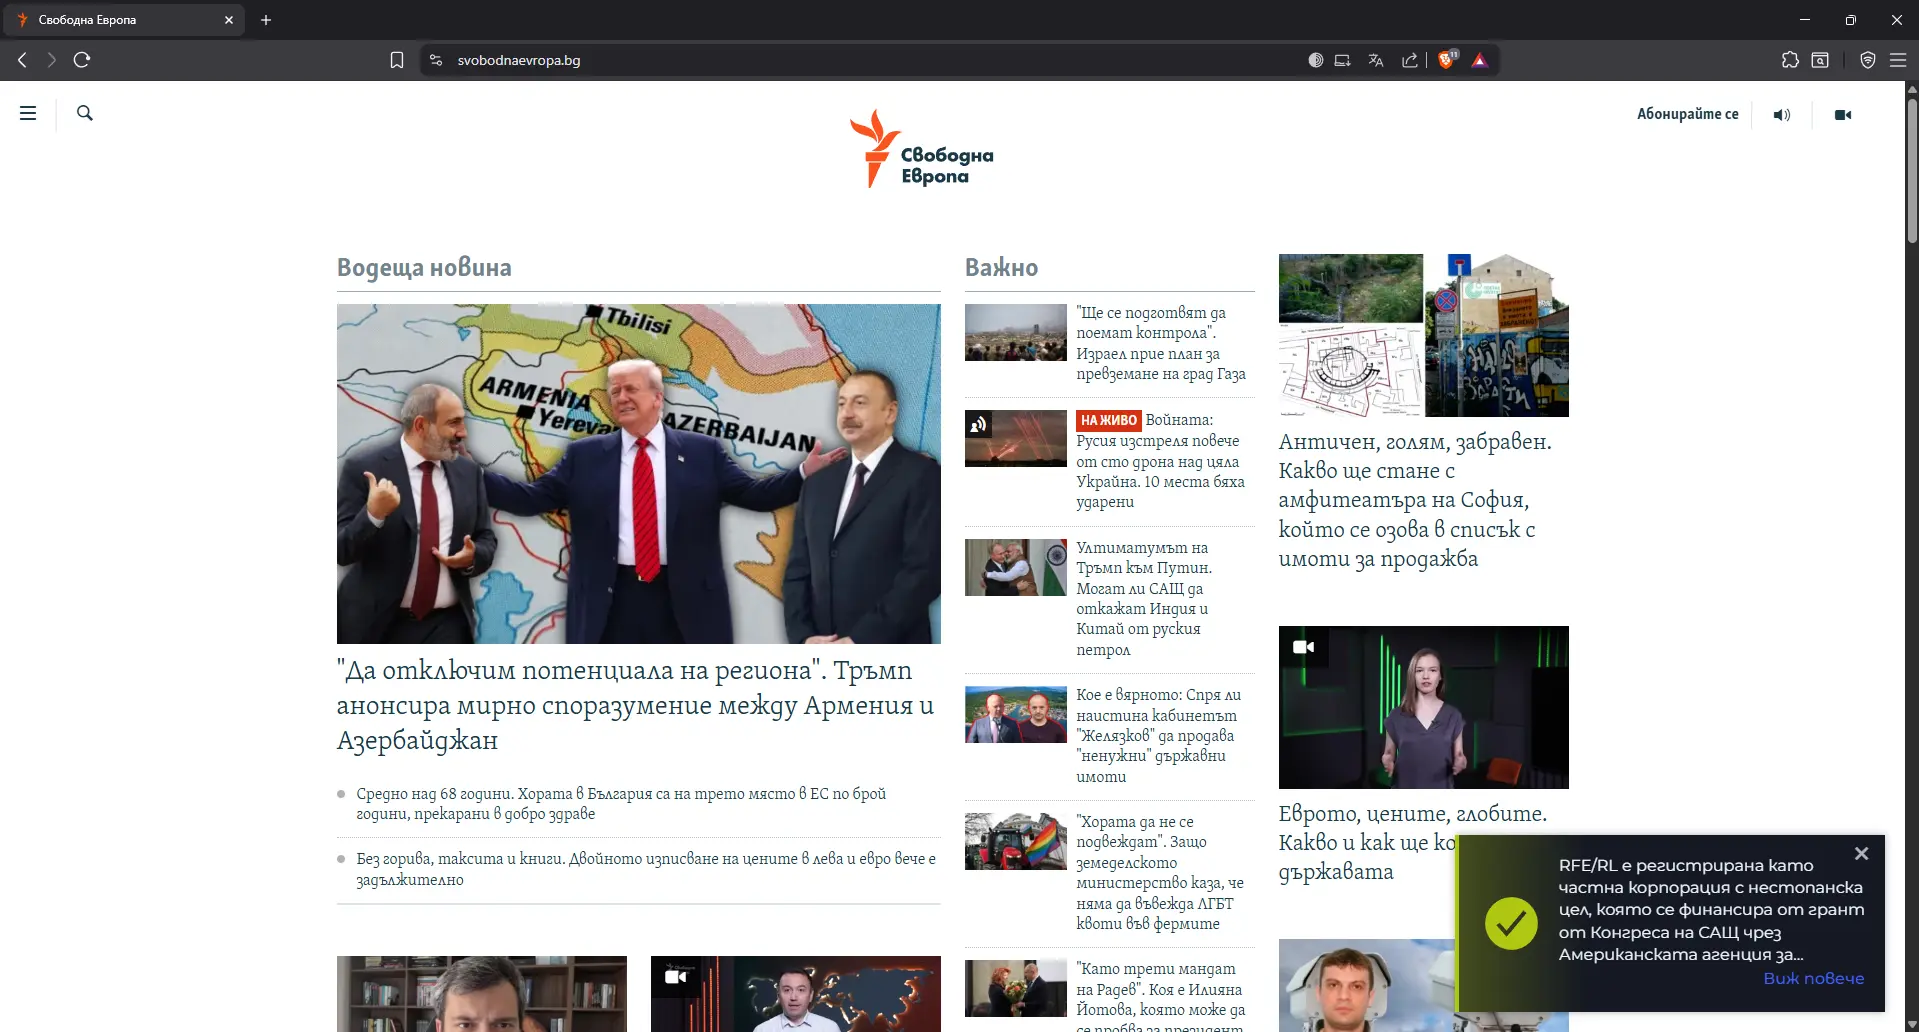 Свободна Европа
svobodnaevropa.bg
11
Абонирайте се
Свободна
Европа
Водеща новина
Tbilisi
ARMENIA
Yerevan
AZERBAIJAN
"Да отключим потенциала на региона". Тръмп
анонсира мирно споразумение между Армения и
Азербайджан
Средно над 68 години. Хората в България са на трето място в ЕС по брой
години, прекарани в добро здраве
Без горива, таксита и книги. Двойното изписване на цените в лева и евро вече е
задължително
Важно
"Ще се подготвят да
поемат контрола".
Израел прие план за
превземане на град Газа
НА ЖИВО Войната:
Русия изстреля повече
от сто дрона над цяла
Украйна. 10 места бяха
ударени
Ултиматумът на
Тръмп към Путин.
Могат ли САЩ да
откажат Индия и
Китай от руския
петрол
Кое е вярното: Спря ли
наистина кабинетът
"Желязков" да продава
"ненужни" държавни
имоти
"Хората да не се
подвеждат". Защо
земеделското
министерство каза, че
няма да въвежда ЛГБТ
квоти във фермите
"Като трети мандат
на Радев". Коя е Илияна
Йотова, която може да
се пробва за президент
Античен, голям, забравен.
Какво ще стане с
амфитеатъра на София,
който се озова в списък с
имоти за продажба
Еврото, цените, глобите.
Какво и как ще ко
държавата
RFE/RL е регистрирана като
частна корпорация с нестопанска
цел, която се финансира от грант
от Конгреса на САЩ чрез
Американската агенция за...
Виж повече